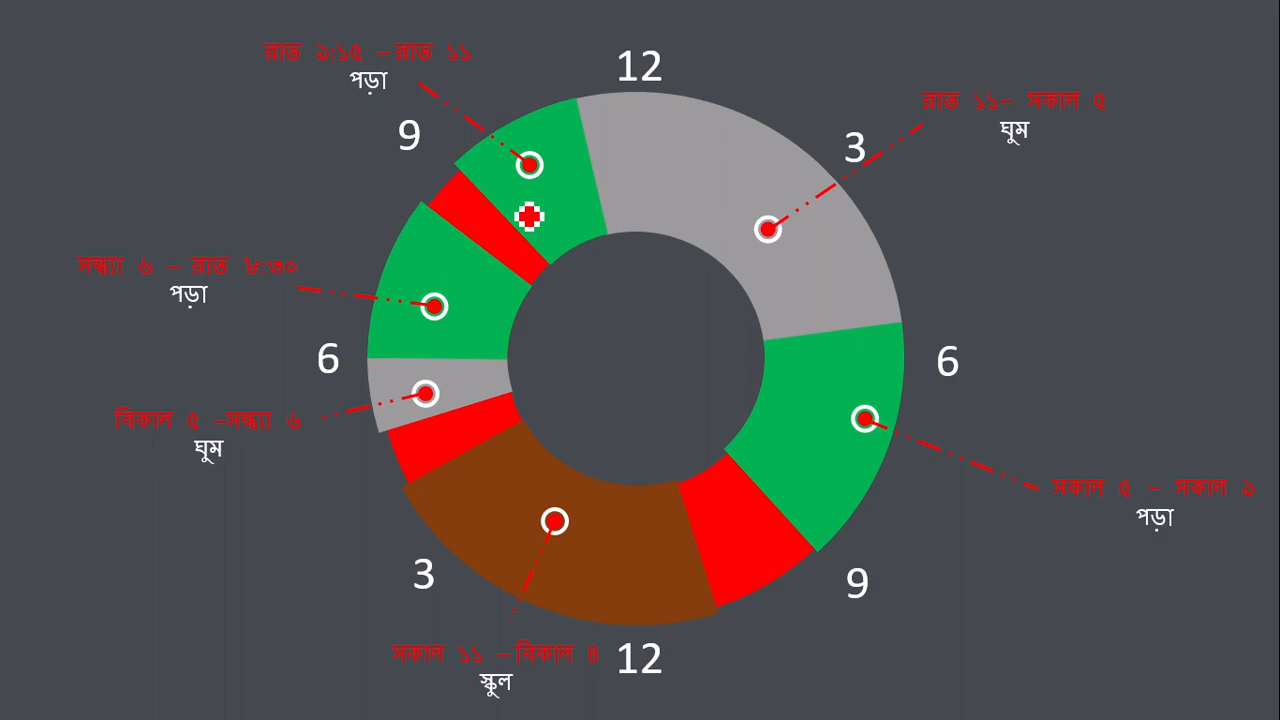 রাত ৯:১৫ – রাত ১১
পড়া
12
রাত ১১– সকাল ৫
ঘুম
9
3
সন্ধ্যা ৬ – রাত ৮:৩০
পড়া
6
6
বিকাল ৫ –সন্ধ্যা ৬
ঘুম
সকাল ৫ – সকাল ৯
পড়া
3
9
সকাল ১১ –বিকাল ৪
স্কুল
12